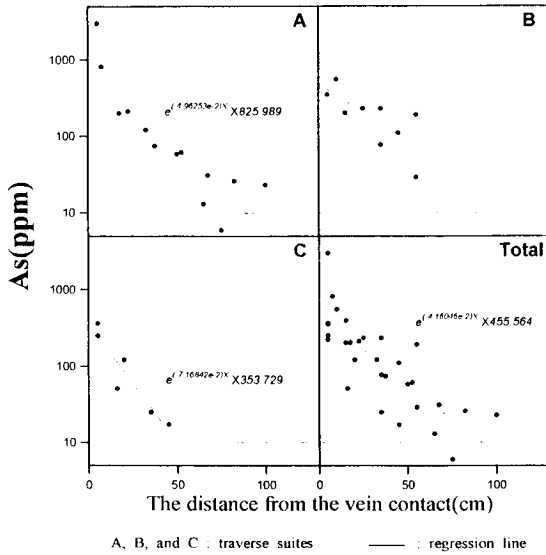 A
B
1000
100
10
e(-4.96253e-2)X X825.989
As(ppm)
C
Total
1000
100
10
e(-7.16842e-2)X X353.729
e(-4.16046e-2)X X455.564
0 50 100 0 50 100
The distance from the vein contact(cm)
A, B, and C : traverse suites —— : regression line